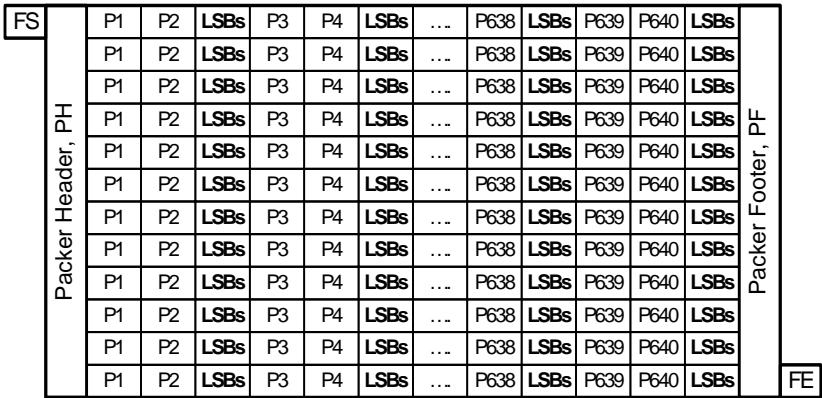 FS P1 P2 LSBs P3 P4 LSBs .... P638 LSBs P639 P640 LSBs
P1 P2 LSBs P3 P4 LSBs .... P638 LSBs P639 P640 LSBs
P1 P2 LSBs P3 P4 LSBs .... P638 LSBs P639 P640 LSBs
P1 P2 LSBs P3 P4 LSBs .... P638 LSBs P639 P640 LSBs
P1 P2 LSBs P3 P4 LSBs .... P638 LSBs P639 P640 LSBs
P1 P2 LSBs P3 P4 LSBs .... P638 LSBs P639 P640 LSBs
P1 P2 LSBs P3 P4 LSBs .... P638 LSBs P639 P640 LSBs
P1 P2 LSBs P3 P4 LSBs .... P638 LSBs P639 P640 LSBs
P1 P2 LSBs P3 P4 LSBs .... P638 LSBs P639 P640 LSBs
P1 P2 LSBs P3 P4 LSBs .... P638 LSBs P639 P640 LSBs
P1 P2 LSBs P3 P4 LSBs .... P638 LSBs P639 P640 LSBs
P1 P2 LSBs P3 P4 LSBs .... P638 LSBs P639 P640 LSBs FE
Packer Header, PH
Packer Footer, PF